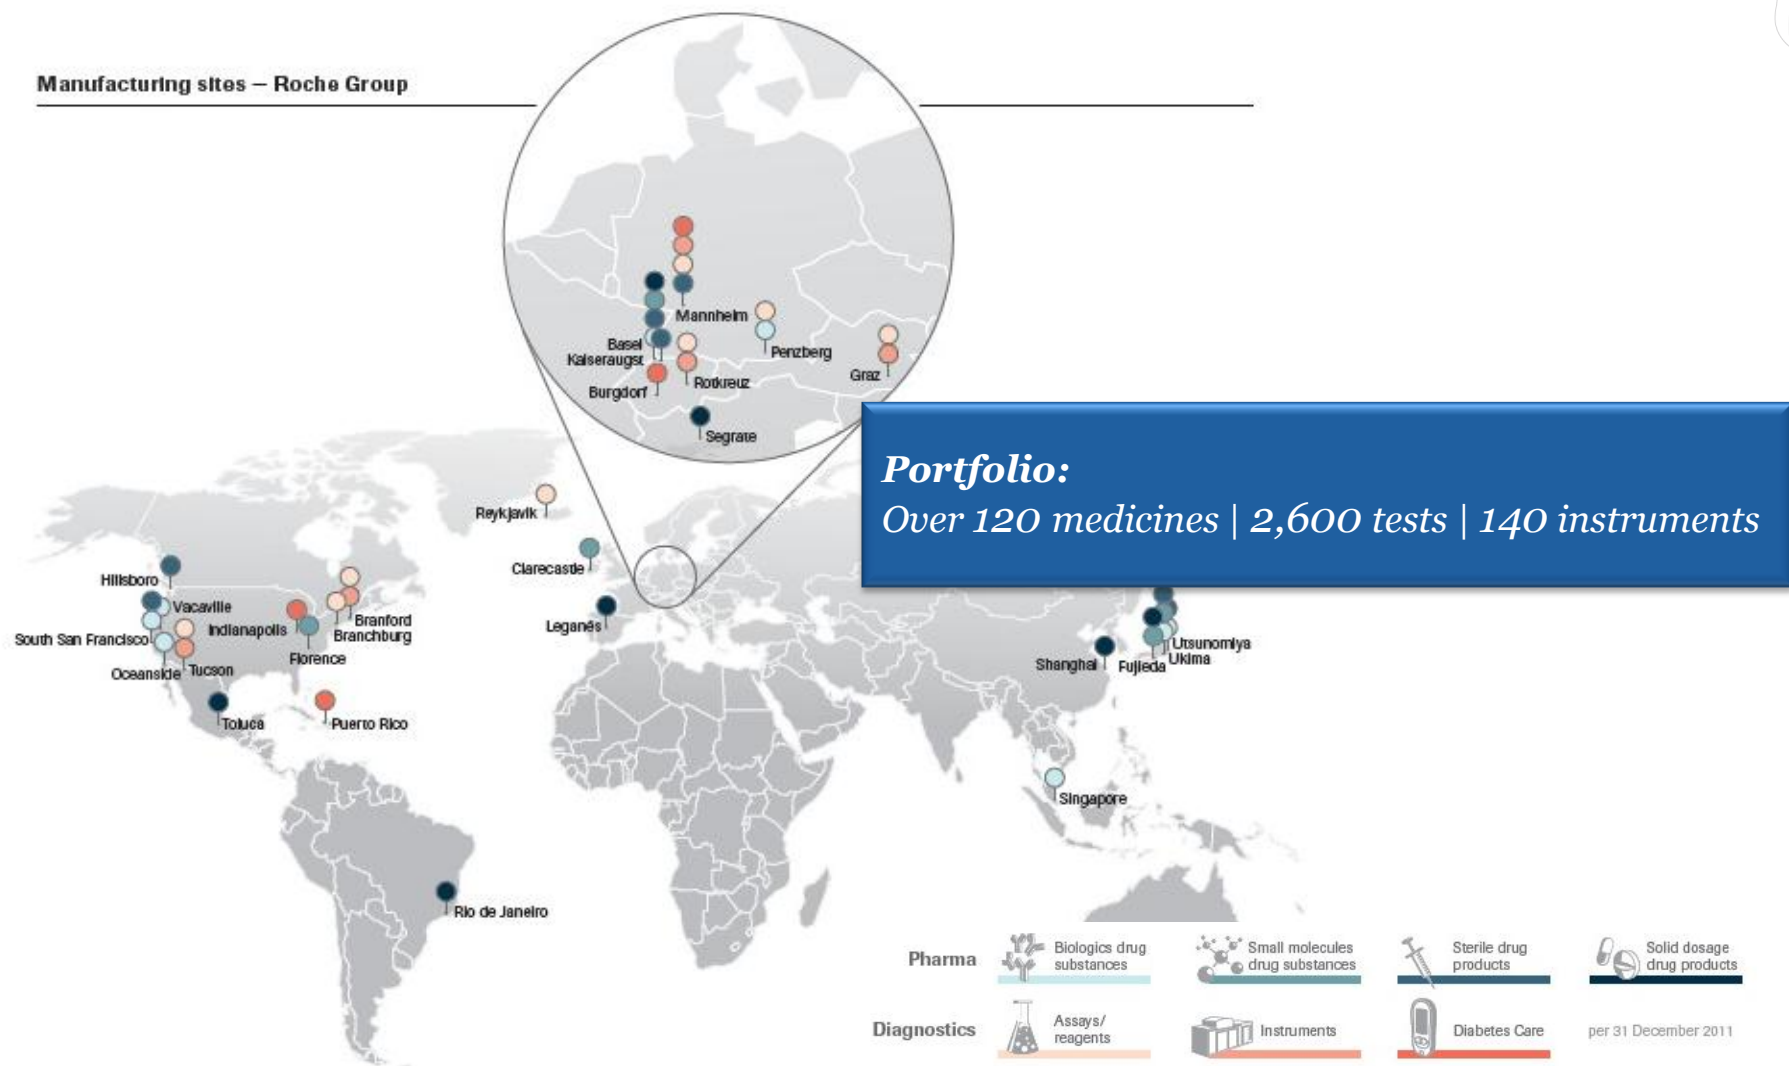 Manufacturing sites – Roche Group
Mannheim
Basel
Kaiseraugst
Penzberg
Rotkreuz
Graz
Burgdorf
Segrate
Portfolio:
Over 120 medicines | 2,600 tests | 140 instruments
Reykjavik
Clarecastle
Leganés
Hillsboro
Vacaville
South San Francisco
Indianapolis
Branford
Branchburg
Florence
Oceanside
Tucson
Toluca
Puerto Rico
Utsunomiya
Shanghai
Fujieda
Ukima
Singapore
Rio de Janeiro
Pharma
Biologics drug
substances
Small molecules
drug substances
Sterile drug
products
Solid dosage
drug products
Diagnostics
Assays/
reagents
Instruments
Diabetes Care
per 31 December 2011